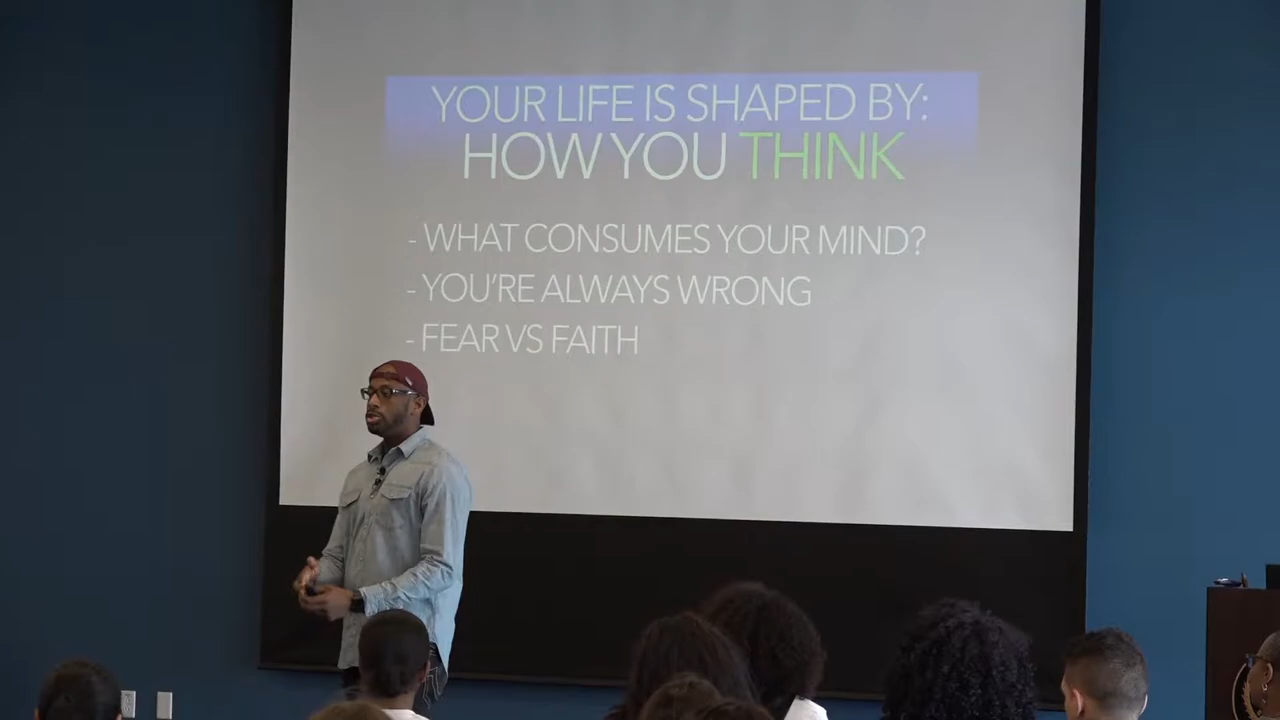 YOUR LIFE IS SHAPED BY:
HOW YOU THINK
- WHAT CONSUMES YOUR MIND?
- YOU'RE ALWAYS WRONG
- FEAR VS FAITH